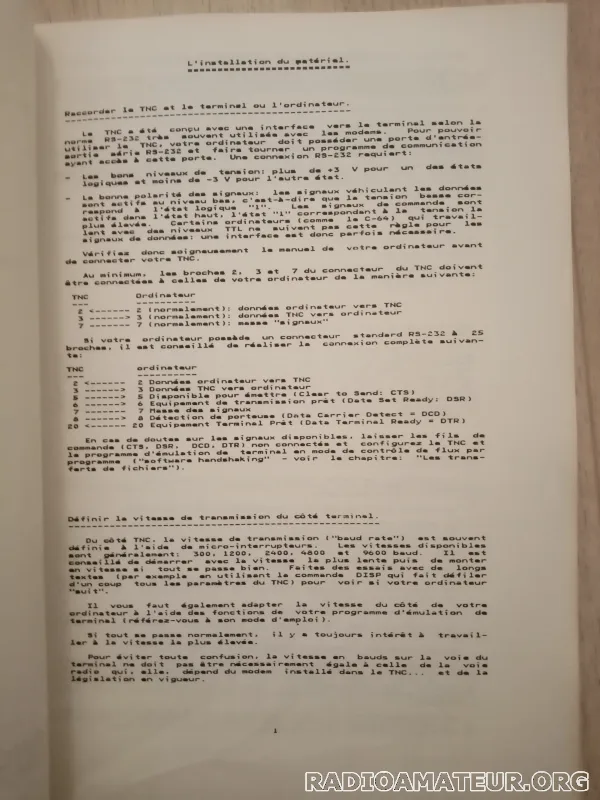 L'installation du matériel.
Raccorder le TNC et le terminal ou l'ordinateur.
Le TNC a été conçu avec une interface vers le terminal selon la
norme RS-232 très souvent utilisée avec les modems. Pour pouvoir
utiliser le TNC, votre ordinateur doit posséder une porte d'entrée-
sortie série RS-232 et faire tourner un programme de communication
ayant accès à cette porte. Une connexion RS-232 requiert:
- Les bons niveaux de tension: plus de +3 V pour un des états
logiques et moins de -3 V pour l'autre état.
- La bonne polarité des signaux: les signaux véhiculant les données
sont actifs au niveau bas, c'est-à-dire que la tension basse cor-
respond à l'état logique "1". Les signaux de commande sont
actifs dans l'état haut, l'état "1" correspondant à la tension la
plus élevée. Certains ordinateurs (comme le C-64) qui travail-
lent avec des niveaux TTL ne suivent pas cette règle pour les
signaux de données: une interface est donc parfois nécessaire.
Vérifiez donc soigneusement le manuel de votre ordinateur avant
de connecter votre TNC.
Au minimum, les broches 2, 3 et 7 du connecteur du TNC doivent
être connectées à celles de votre ordinateur de la manière suivante:
TNC Ordinateur
--- ----------
2 <------ 2 (normalement): données ordinateur vers TNC
3 ------> 3 (normalement): données TNC vers ordinateur
7 ------- 7 (normalement): masse "signaux"
Si votre ordinateur possède un connecteur standard RS-232 à 25
broches, il est conseillé de réaliser la connexion complète suivan-
te:
TNC ordinateur
--- ----------
2 <------ 2 Données ordinateur vers TNC
3 ------> 3 Données TNC vers ordinateur
5 ------> 5 Disponible pour émettre (Clear to Send: CTS)
6 ------> 6 Equipement de transmission prêt (Data Set Ready: DSR)
7 ------- 7 Masse des signaux
8 ------> 8 Détection de porteuse (Data Carrier Detect = DCD)
20 <------ 20 Equipement Terminal Prêt (Data Terminal Ready = DTR)
En cas de doutes sur les signaux disponibles, laisser les fils de
commande (CTS, DSR, DCD, DTR) non connectés et configurez le TNC et
le programme d'émulation de terminal en mode de contrôle de flux par
programme ("software handshaking" - voir le chapitre: "Les trans-
ferts de fichiers").
Définir la vitesse de transmission du côté terminal.
Du côté TNC, la vitesse de transmission ("baud rate") est souvent
définie à l'aide de micro-interrupteurs. Les vitesses disponibles
sont généralement: 300, 1200, 2400, 4800 et 9600 baud. Il est
conseillé de démarrer avec la vitesse la plus lente puis de monter
en vitesse si tout se passe bien. Faites des essais avec de longs
textes (par exemple en utilisant la commande DISP qui fait défiler
d'un coup tous les paramètres du TNC) pour voir si votre ordinateur
"suit".
Il vous faut également adapter la vitesse du côté de votre
ordinateur à l'aide des fonctions de votre programme d'émulation de
terminal (référez-vous à son mode d'emploi).
Si tout se passe normalement, il y a toujours intérêt à travail-
ler à la vitesse la plus élevée.
Pour éviter toute confusion, la vitesse en bauds sur la voie du
terminal ne doit pas être nécessairement égale à celle de la voie
radio qui, elle, dépend du modem installé dans le TNC... et de la
législation en vigueur.
1
RADIOAMATEUR.ORG